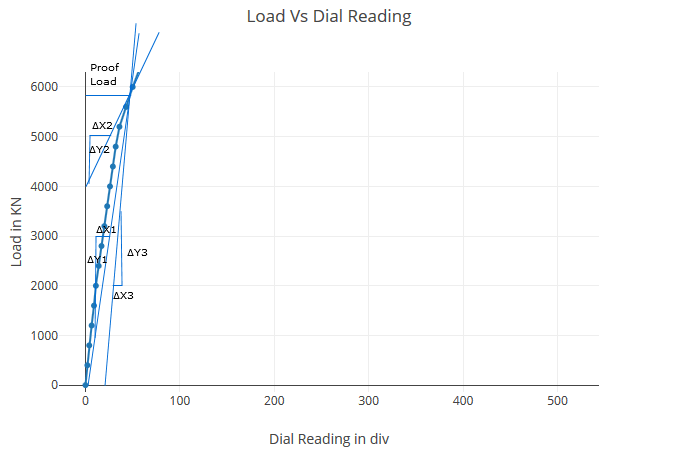 Load Vs Dial Reading
Proof
Load
6000
ΔX2
5000
ΔY2
4000
ΔX1
3000
ΔY3
ΔY1
2000
ΔX3
1000
0
0 100 200 300 400 500
Load in KN
Dial Reading in div